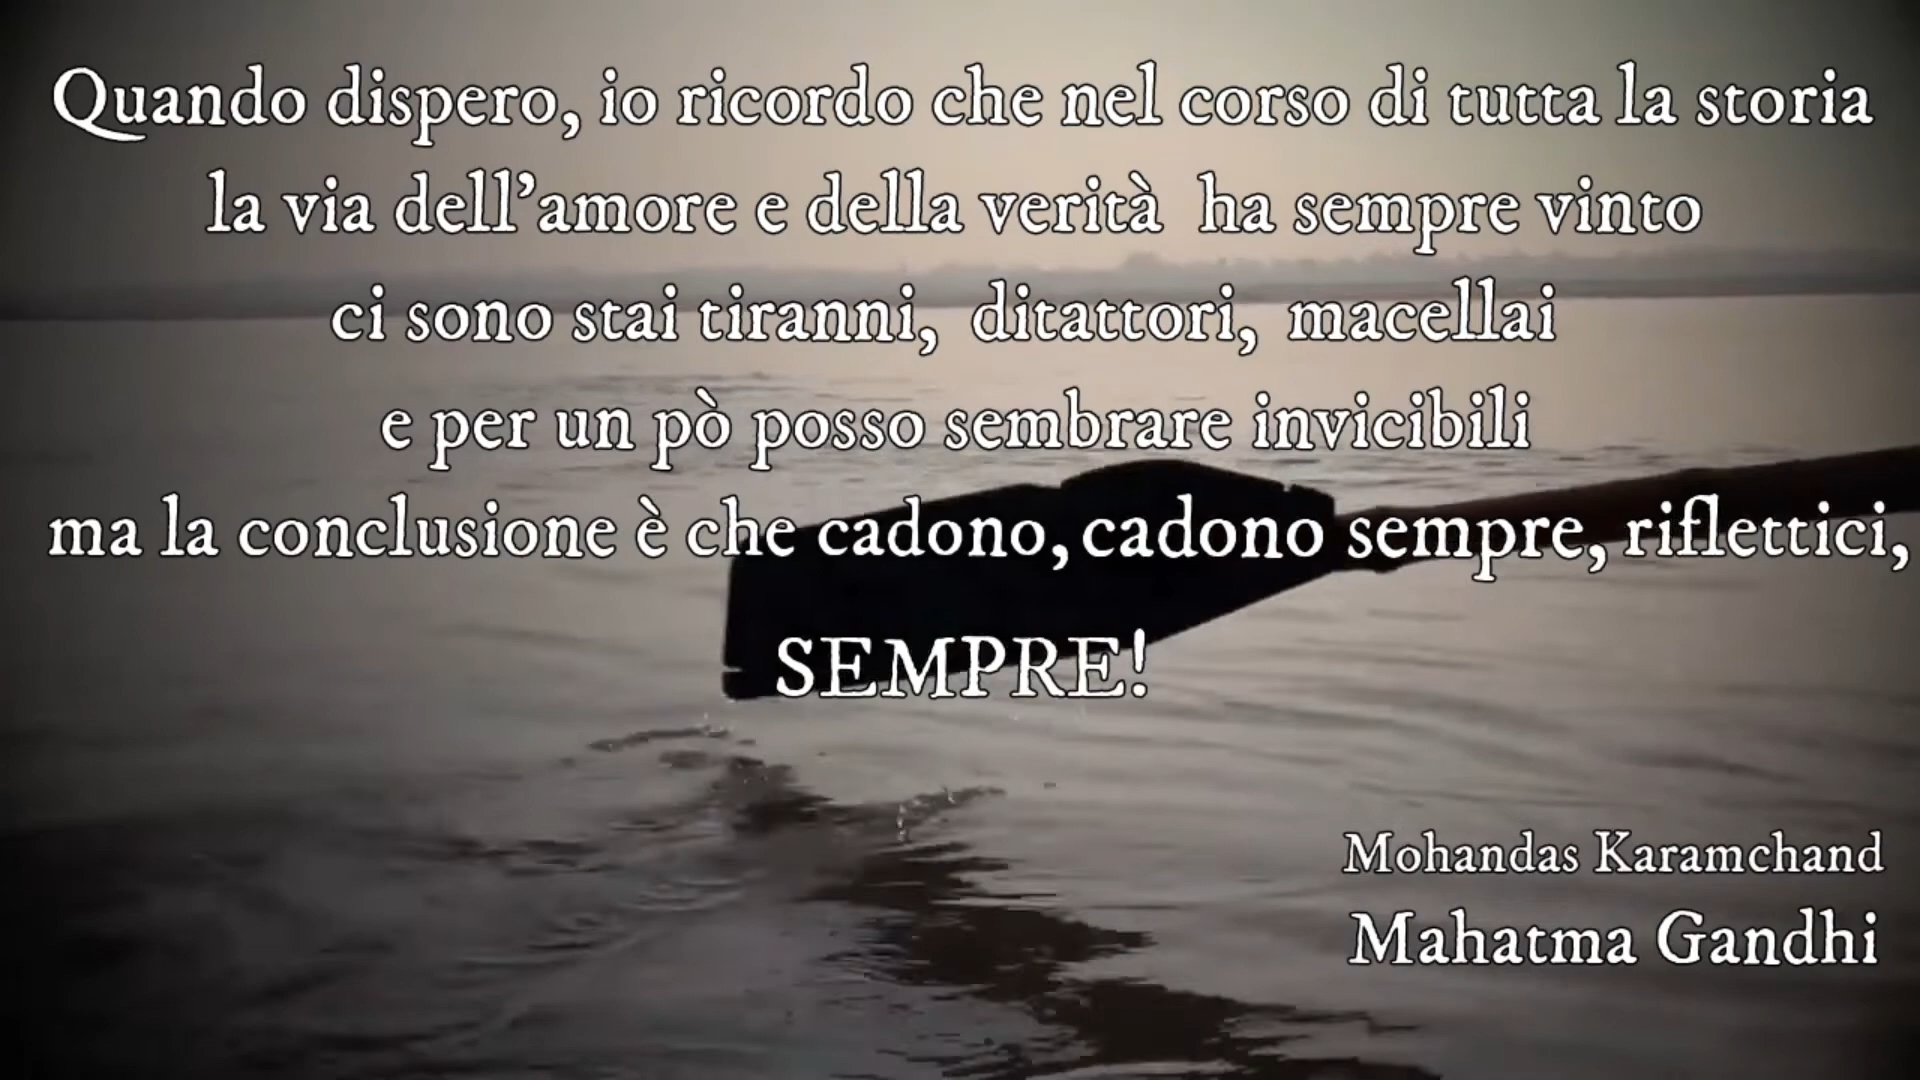 Quando dispero, io ricordo che nel corso di tutta la storia
la via dell'amore e della verità ha sempre vinto
ci sono stai tiranni, ditattori, macellai
e per un pò posso sembrare invicibili
ma la conclusione è che cadono, cadono sempre, riflettici,
SEMPRE!
Mohandas Karamchand
Mahatma Gandhi